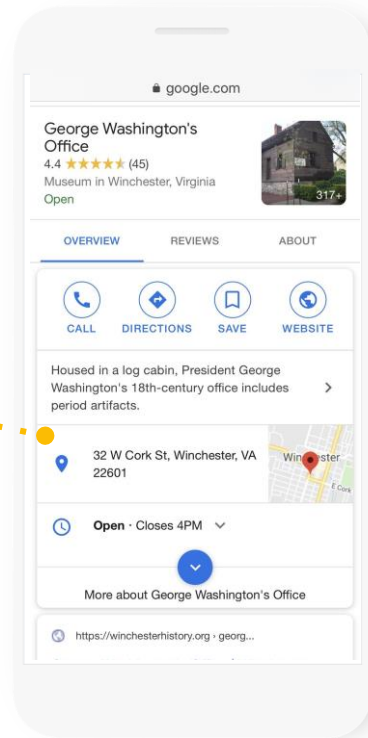 google.com
George Washington's
Office
4.4 ★★★★★ (45)
Museum in Winchester, Virginia
Open
317+
OVERVIEW REVIEWS ABOUT
CALL DIRECTIONS SAVE WEBSITE
Housed in a log cabin, President George
Washington's 18th-century office includes
period artifacts.
32 W Cork St, Winchester, VA
22601
Open · Closes 4PM
More about George Washington's Office
https://winchesterhistory.org › georg...